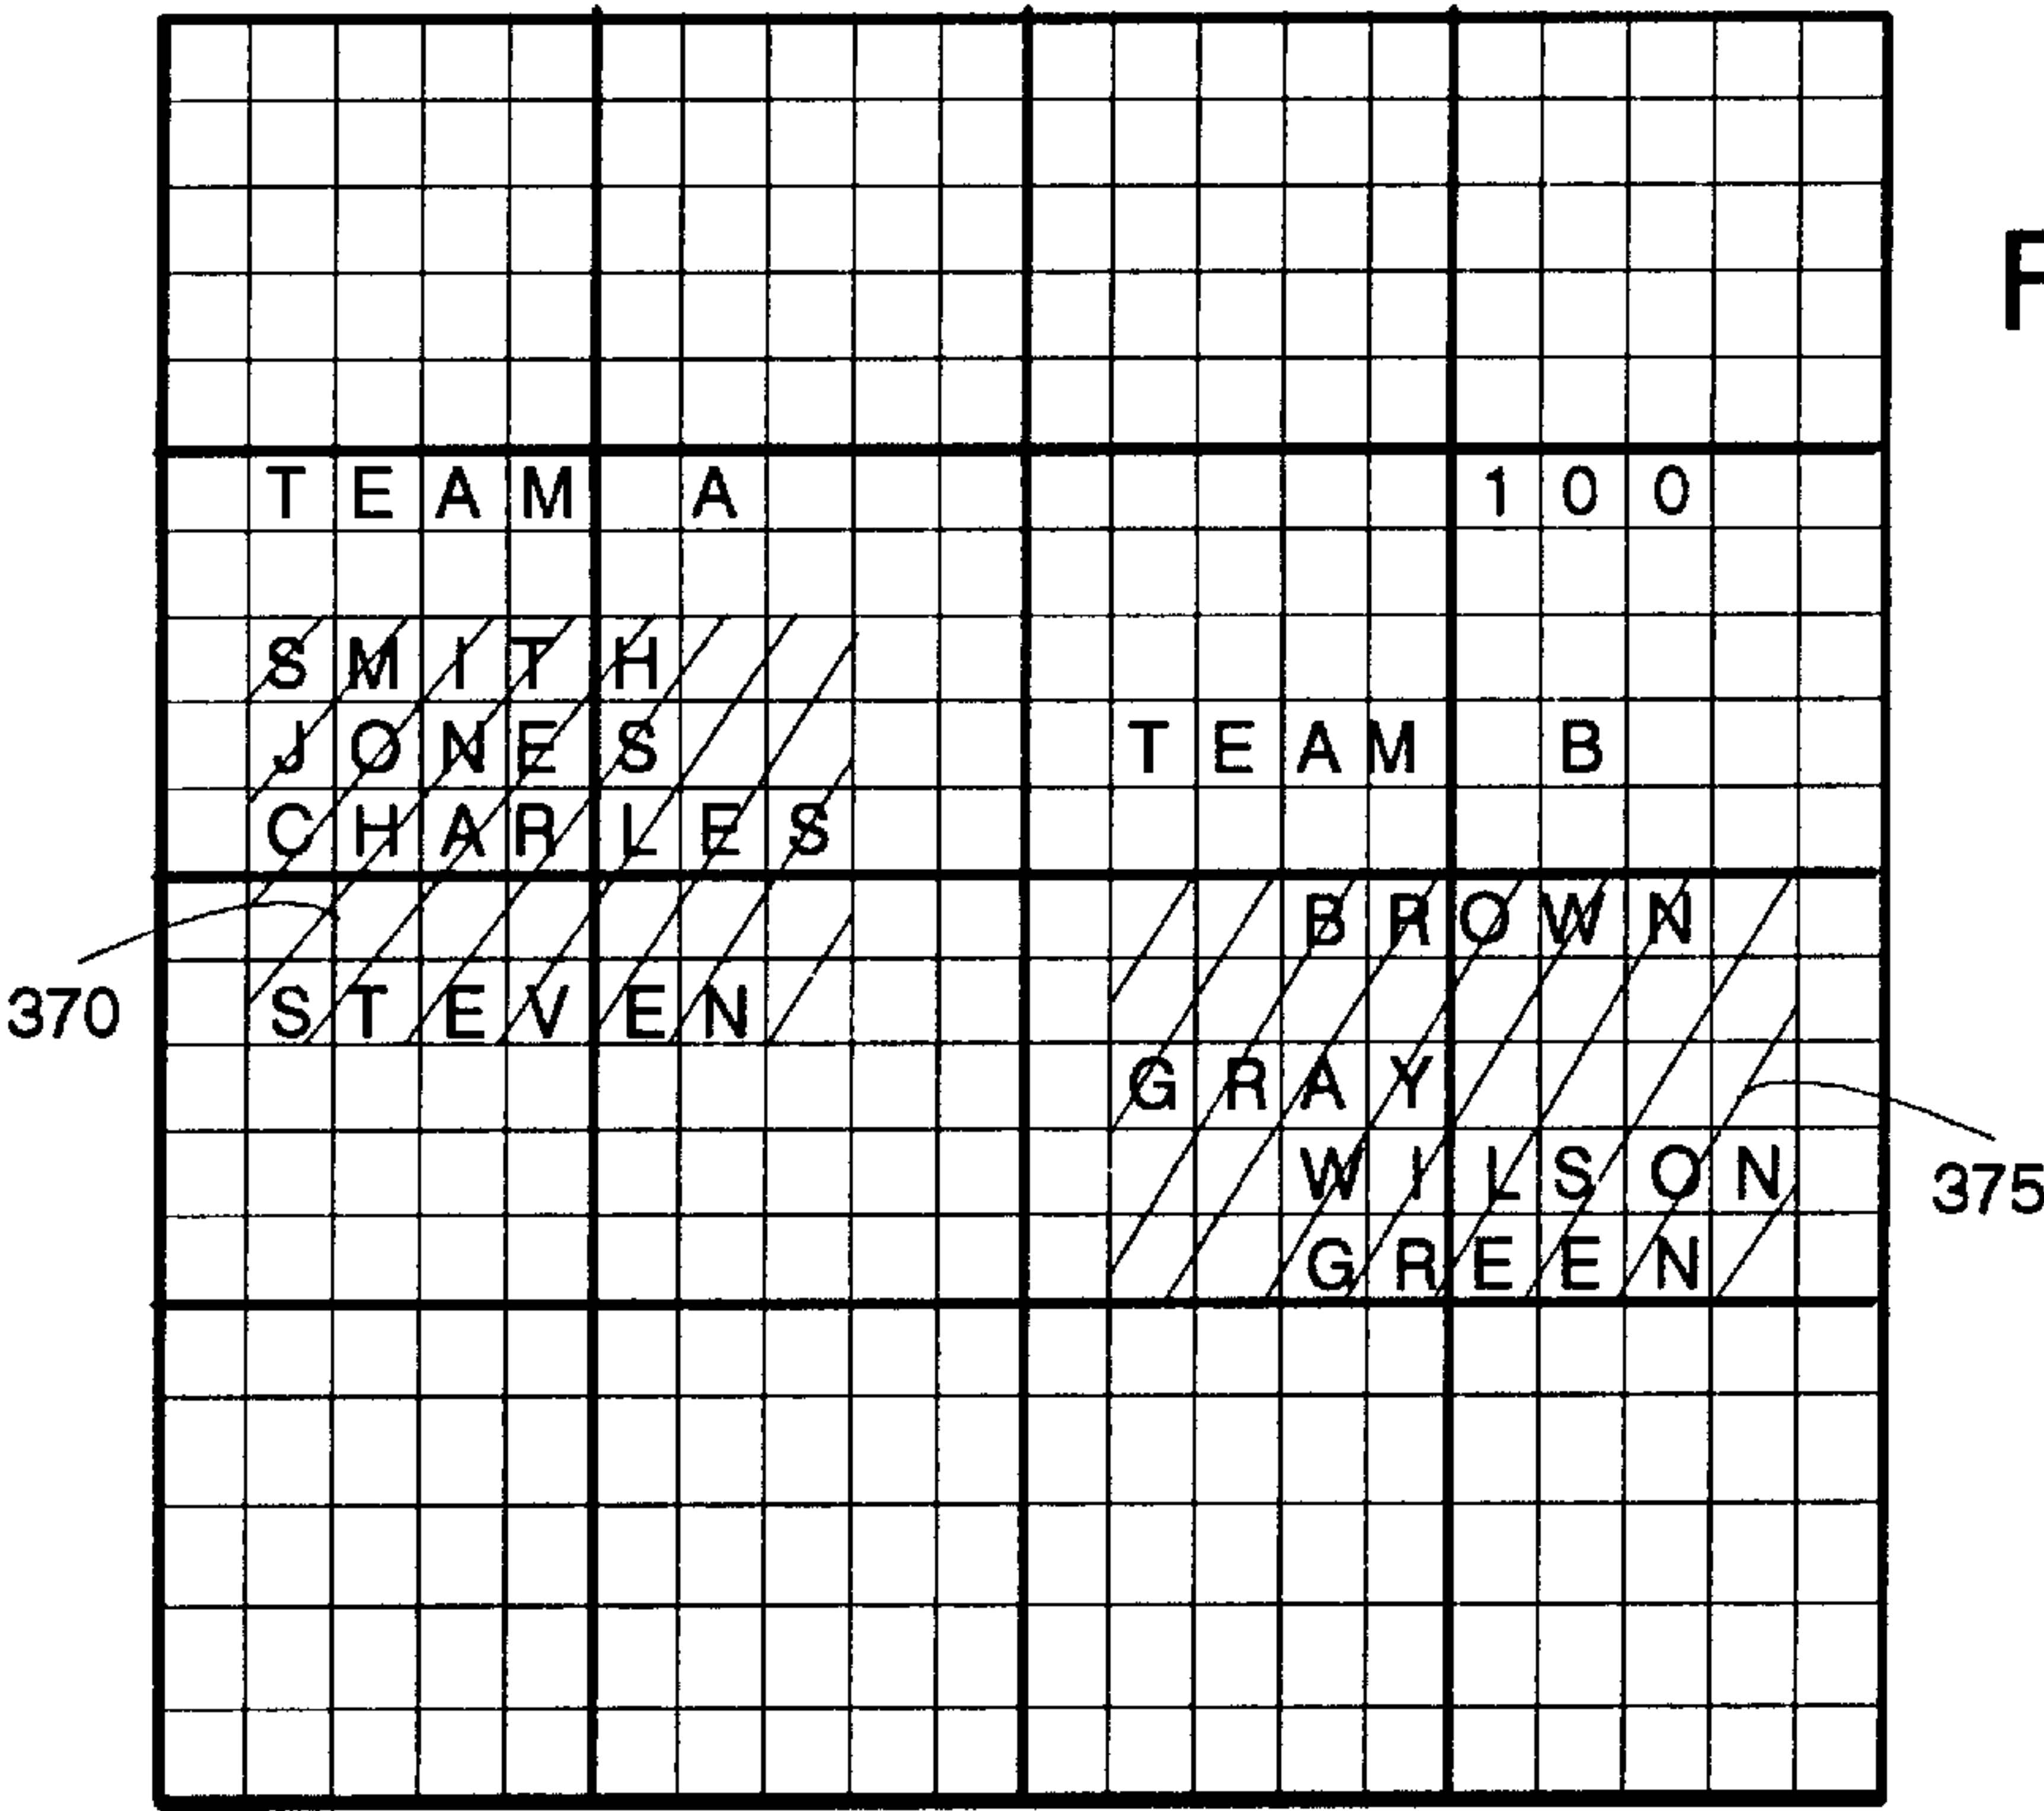 F
TEAM A 100
SMITH
JONES TEAM B
CHARLES
BROWN
370 STEVEN
GRAY
WILSON 375
GREEN